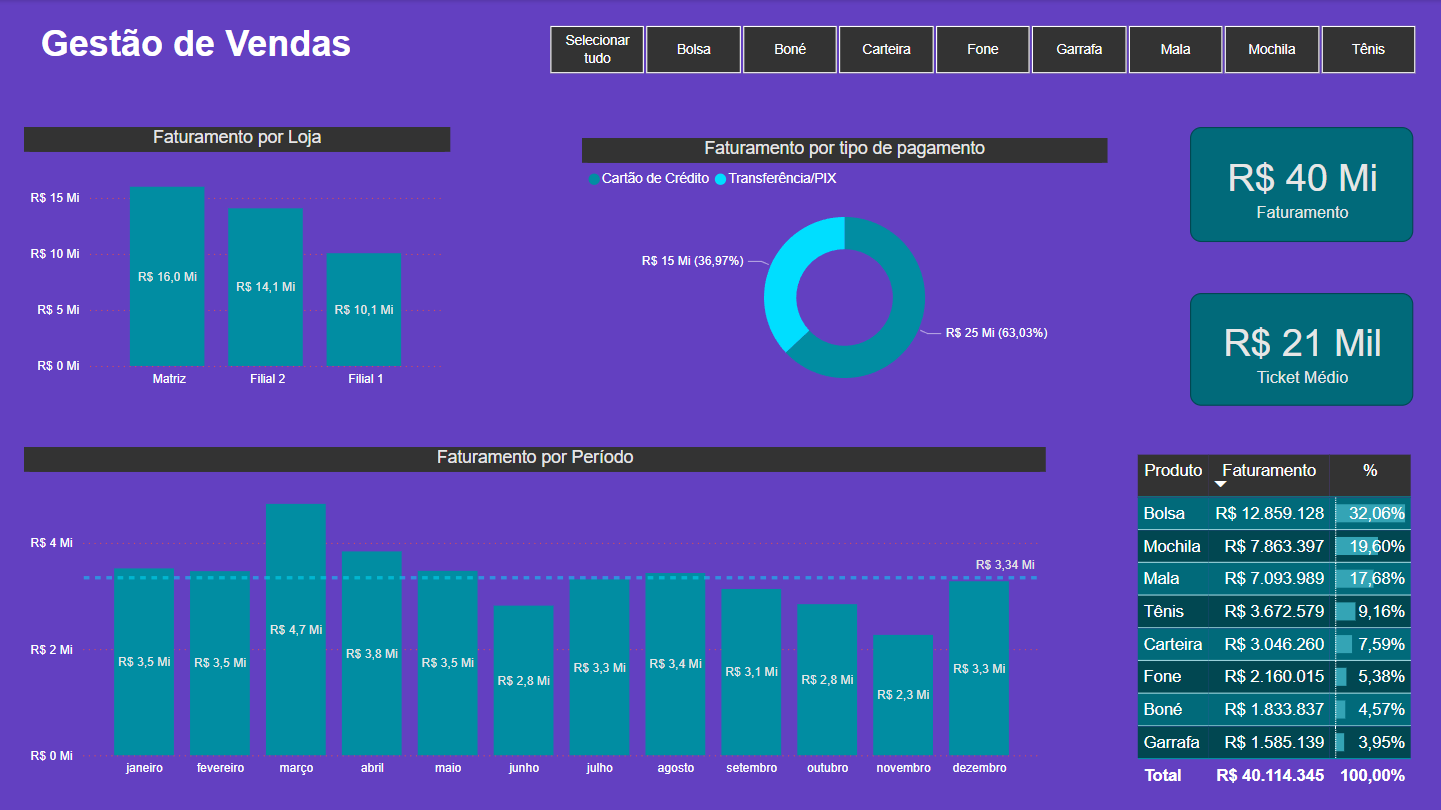 Gestão de Vendas
Selecionar
tudo
Bolsa
Boné
Carteira
Fone
Garrafa
Mala
Mochila
Tênis
Faturamento por Loja
R$ 15 Mi
R$ 10 Mi
R$ 5 Mi
R$ 0 Mi
R$ 16,0 Mi
R$ 14,1 Mi
R$ 10,1 Mi
Matriz
Filial 2
Filial 1
Faturamento por tipo de pagamento
Cartão de Crédito
Transferência/PIX
R$ 15 Mi (36,97%)
R$ 25 Mi (63,03%)
R$ 40 Mi
Faturamento
R$ 21 Mil
Ticket Médio
Faturamento por Período
R$ 4 Mi
R$ 2 Mi
R$ 0 Mi
R$ 3,34 Mi
R$ 3,5 Mi
R$ 3,5 Mi
R$ 4,7 Mi
R$ 3,8 Mi
R$ 3,5 Mi
R$ 2,8 Mi
R$ 3,3 Mi
R$ 3,4 Mi
R$ 3,1 Mi
R$ 2,8 Mi
R$ 2,3 Mi
R$ 3,3 Mi
janeiro
fevereiro
março
abril
maio
junho
julho
agosto
setembro
outubro
novembro
dezembro
Produto Faturamento %
Bolsa R$ 12.859.128 32,06%
Mochila R$ 7.863.397 19,60%
Mala R$ 7.093.989 17,68%
Tênis R$ 3.672.579 9,16%
Carteira R$ 3.046.260 7,59%
Fone R$ 2.160.015 5,38%
Boné R$ 1.833.837 4,57%
Garrafa R$ 1.585.139 3,95%
Total R$ 40.114.345 100,00%